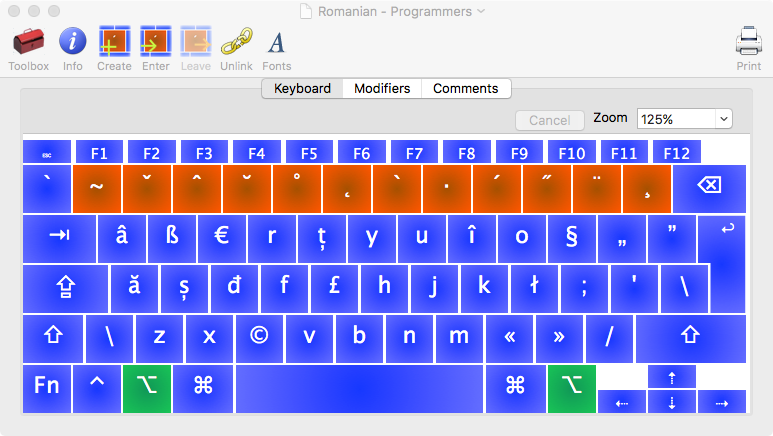 Romanian - Programmers
Toolbox Info Create Enter Leave Unlink Fonts Print
Keyboard Modifiers Comments
Cancel Zoom 125%
esc F1 F2 F3 F4 F5 F6 F7 F8 F9 F10 F11 F12
` ~ ˇ ^ ˘ ° ˛ ` · ´ ˝ ¨ ¸ ⌫
⇥ â ß € r ț y u î o § „ ” ↩
⇪ ă ș đ f £ h j k ł ; ' \
⇧ \ z x © v b n m « » / ⇧
Fn ^ ⌥ ⌘ ⌘ ⌥ ⇡
⇠ ⇣ ⇢